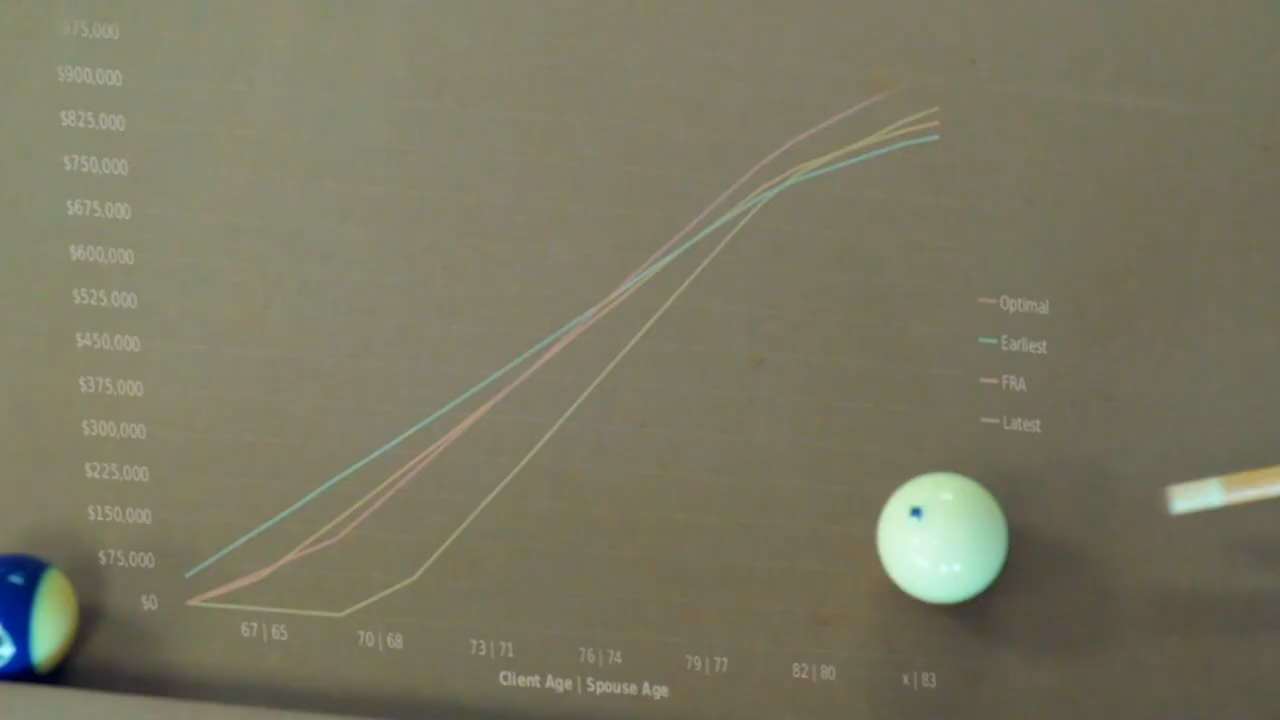 $900,000
$825,000
$750,000
$675,000
$600,000
$525,000
$450,000
$375,000
$300,000
$225,000
$150,000
$75,000
$0
Optimal
Earliest
FRA
Latest
67 | 65
70 | 68
73 | 71
76 | 74
79 | 77
82 | 80
x | 83
Client Age | Spouse Age